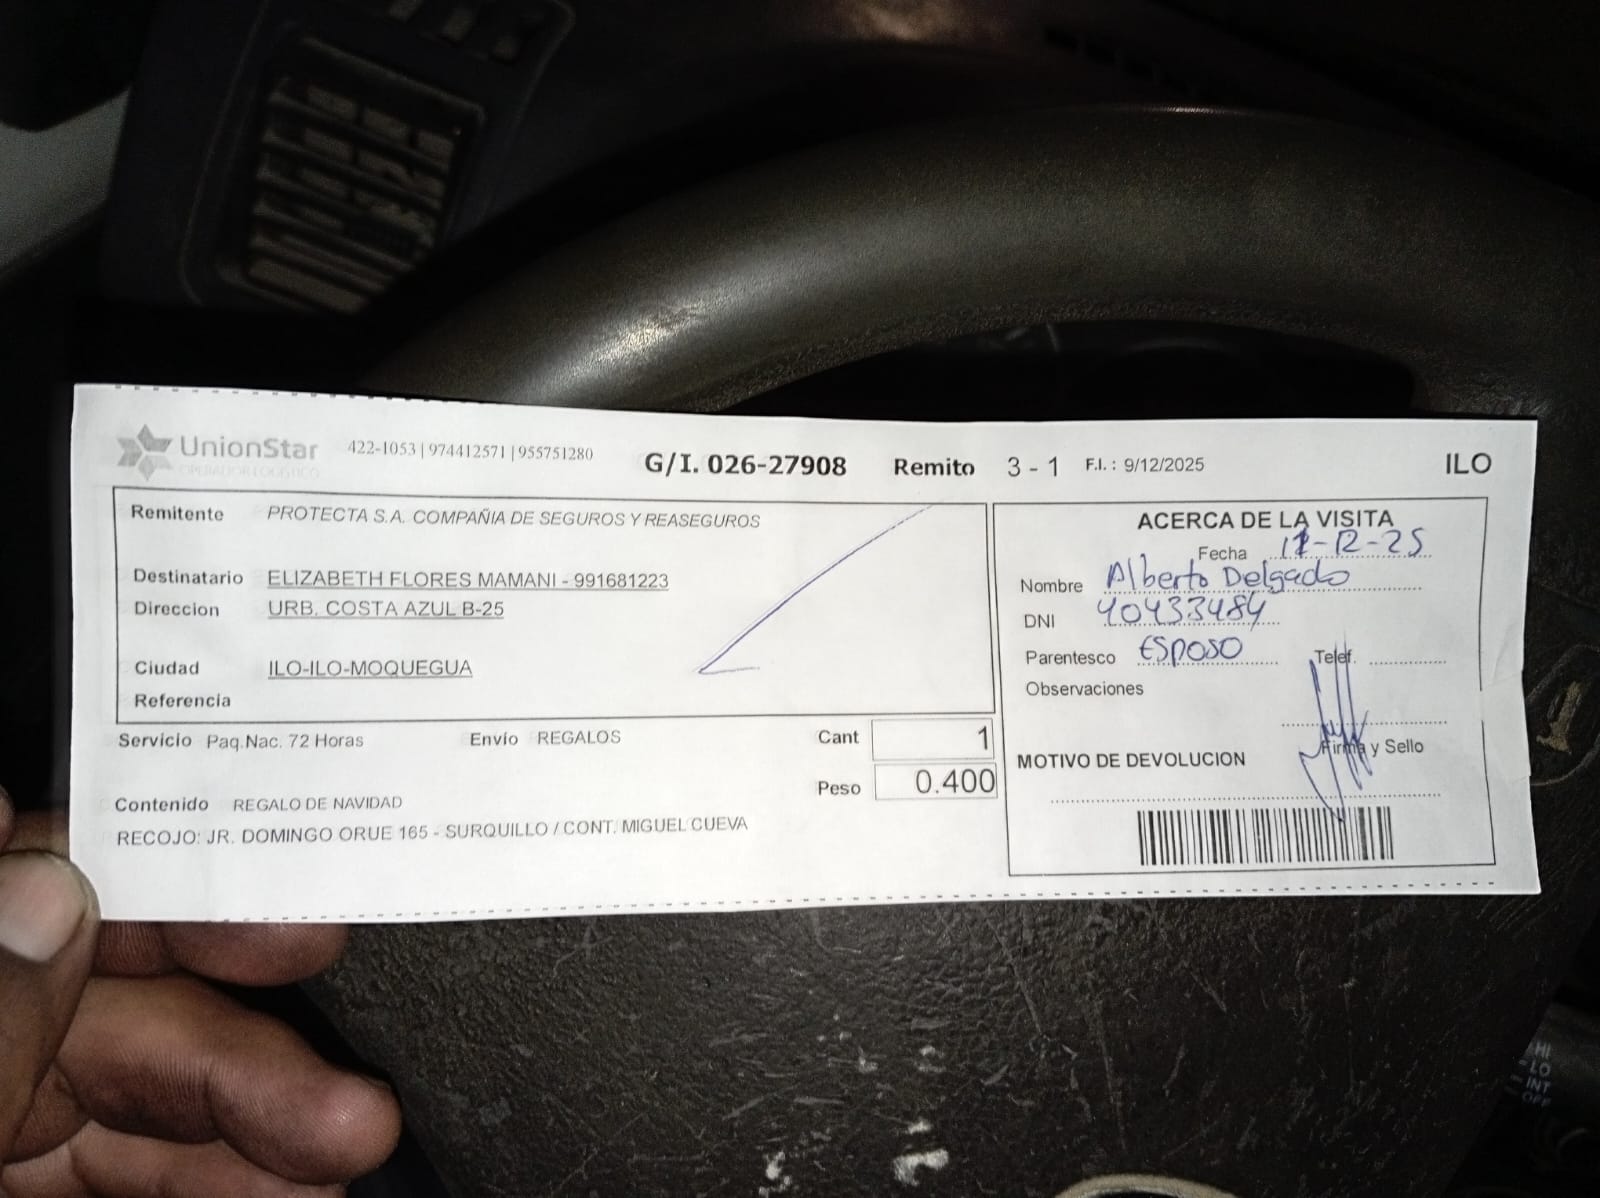 UnionStar 422-1053 | 974412571 | 955751280 G/I. 026-27908 Remito 3 - 1 F.I. : 9/12/2025 ILO
OPERADOR LOGISTICO
Remitente PROTECTA S.A. COMPAÑIA DE SEGUROS Y REASEGUROS
Destinatario ELIZABETH FLORES MAMANI - 991681223
Direccion URB. COSTA AZUL B-25
Ciudad ILO-ILO-MOQUEGUA
Referencia
Servicio Paq.Nac. 72 Horas Envío REGALOS Cant 1
Peso 0.400
Contenido REGALO DE NAVIDAD
RECOJO: JR. DOMINGO ORUE 165 - SURQUILLO / CONT. MIGUEL CUEVA
ACERCA DE LA VISITA
Fecha 11-12-25
Nombre Alberto Delgado
DNI 40433484
Parentesco Esposo Telef.
Observaciones
Firma y Sello
MOTIVO DE DEVOLUCION
HI
LO
INT
OFF